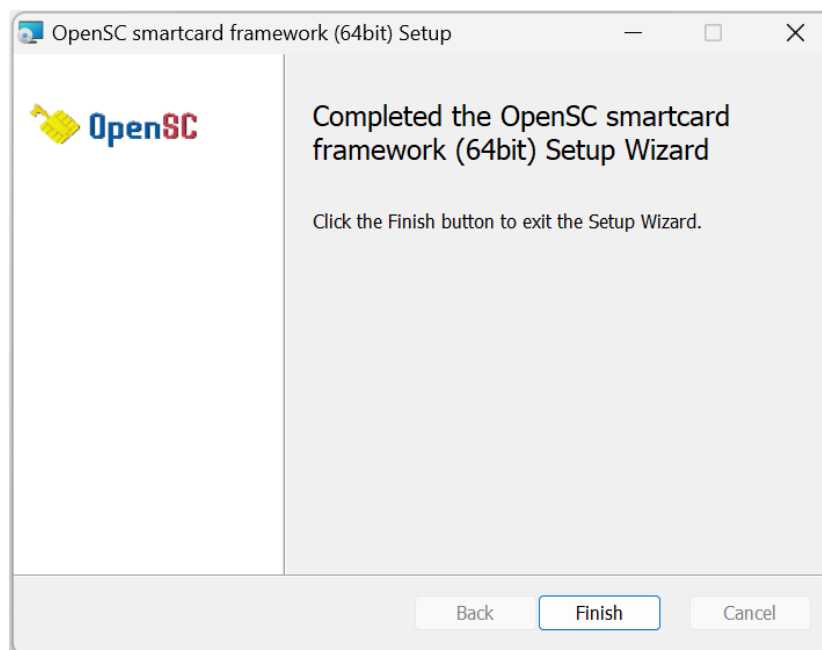 OpenSC smartcard framework (64bit) Setup
OpenSC
Completed the OpenSC smartcard
framework (64bit) Setup Wizard
Click the Finish button to exit the Setup Wizard.
Back
Finish
Cancel